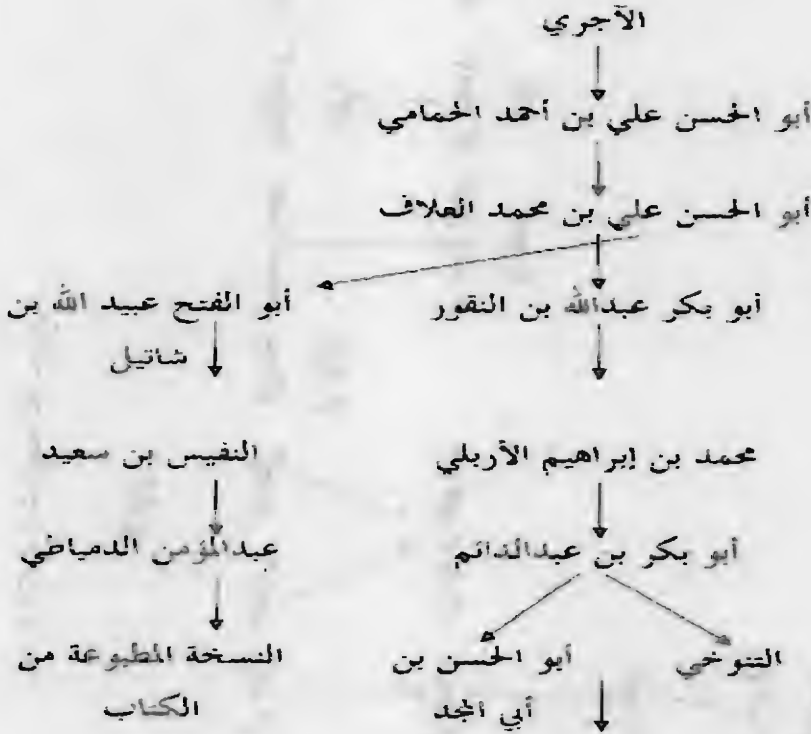 الآجري
أبو الحسن علي بن أحمد الحمامي
أبو الحسن علي بن محمد العلاف
أبو بكر عبدالله بن النقور
أبو الفتح عبيد الله بن
شاتيل
محمد بن إبراهيم الأربلي
النفيس بن سعيد
أبو بكر بن عبدالدائم
عبدالمؤمن الدمياطي
التنوخي
أبو الحسن بن
أبي المجد
النسخة المطبوعة من
الكتاب